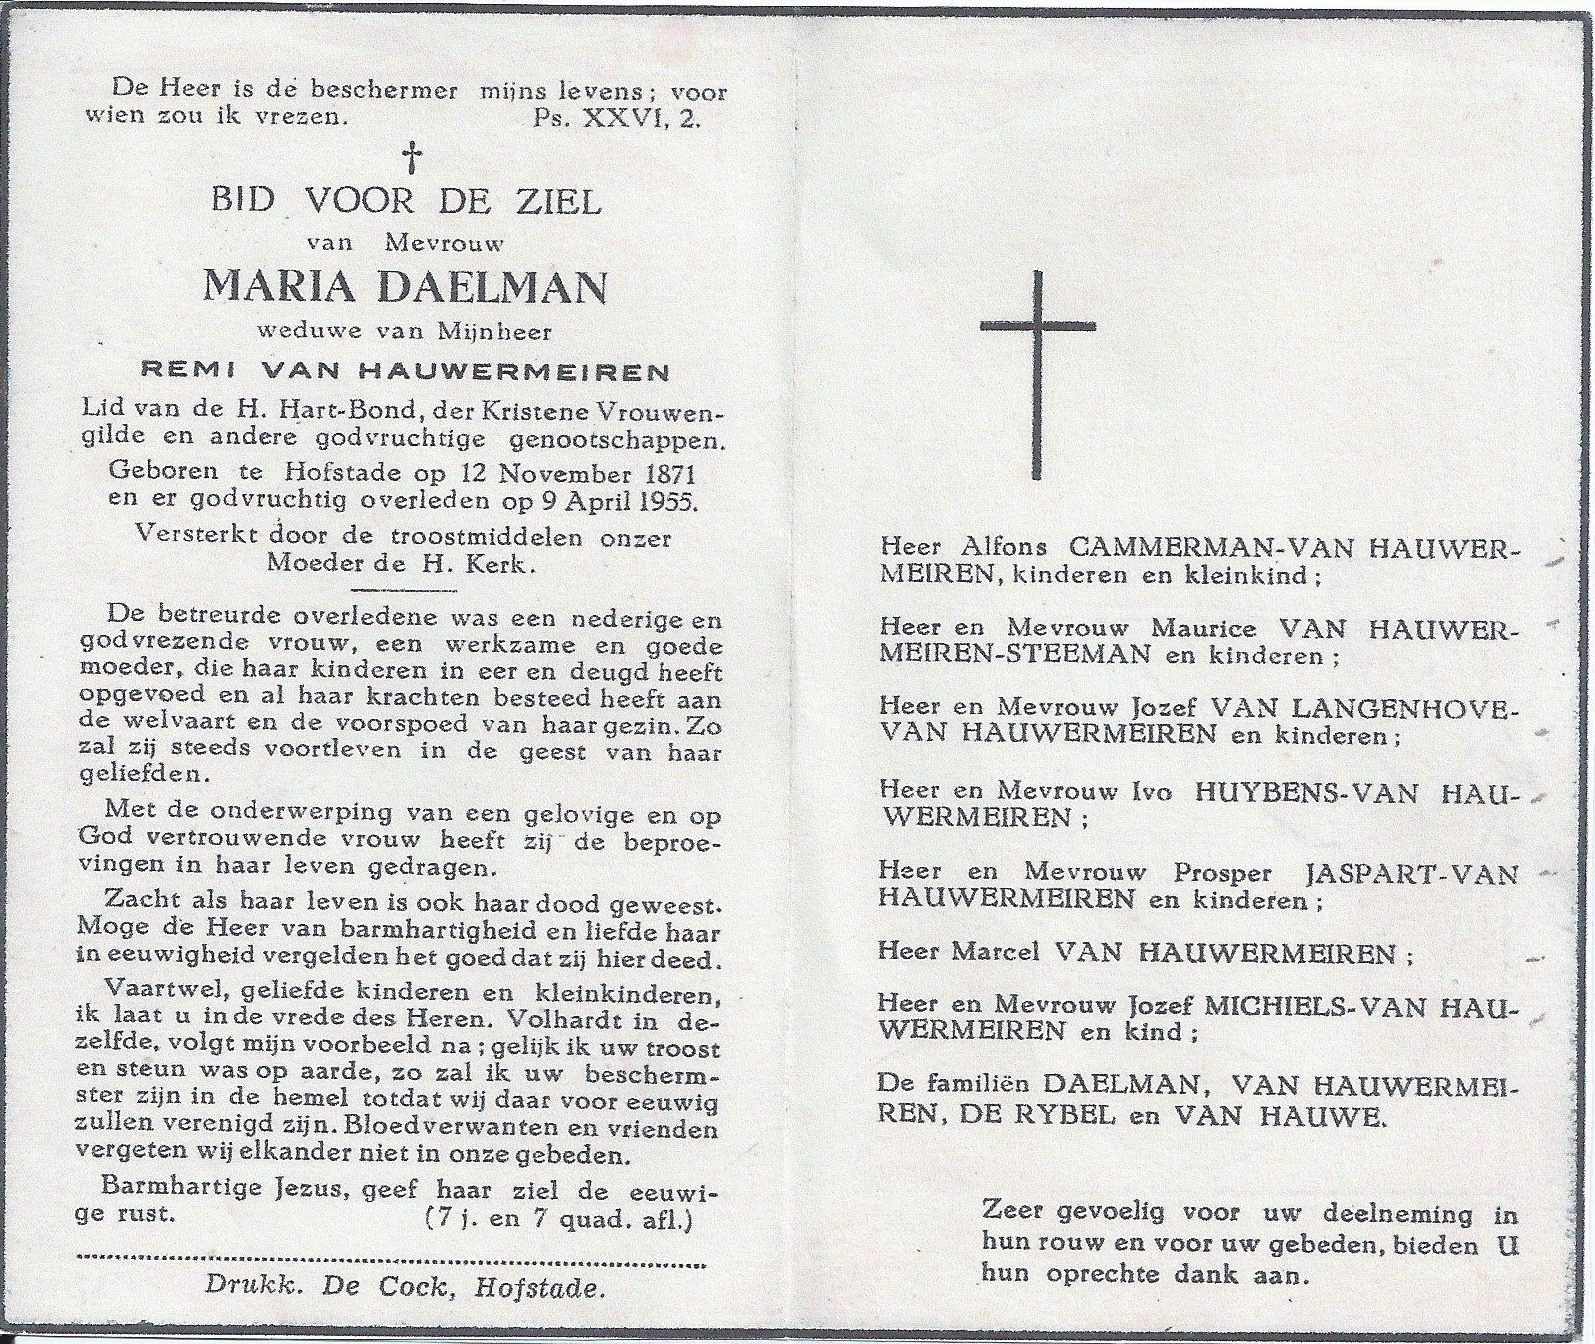 De Heer is de beschermer mijns levens; voor
wien zou ik vrezen. Ps. XXVI, 2.
BID VOOR DE ZIEL
van Mevrouw
MARIA DAELMAN
weduwe van Mijnheer
REMI VAN HAUWERMEIREN
Lid van de H. Hart-Bond, der Kristene Vrouwen-
gilde en andere godvruchtige genootschappen.
Geboren te Hofstade op 12 November 1871
en er godvruchtig overleden op 9 April 1955.
Versterkt door de troostmiddelen onzer
Moeder de H. Kerk.
De betreurde overledene was een nederige en
godvrezende vrouw, een werkzame en goede
moeder, die haar kinderen in eer en deugd heeft
opgevoed en al haar krachten besteed heeft aan
de welvaart en de voorspoed van haar gezin. Zo
zal zij steeds voortleven in de geest van haar
geliefden.
Met de onderwerping van een gelovige en op
God vertrouwende vrouw heeft zij de beproe-
vingen in haar leven gedragen.
Zacht als haar leven is ook haar dood geweest.
Moge de Heer van barmhartigheid en liefde haar
in eeuwigheid vergelden het goed dat zij hier deed.
Vaartwel, geliefde kinderen en kleinkinderen,
ik laat u in de vrede des Heren. Volhardt in de-
zelfde, volgt mijn voorbeeld na; gelijk ik uw troost
en steun was op aarde, zo zal ik uw bescherm-
ster zijn in de hemel totdat wij daar voor eeuwig
zullen verenigd zijn. Bloedverwanten en vrienden
vergeten wij elkander niet in onze gebeden.
Barmhartige Jezus, geef haar ziel de eeuwi-
ge rust. (7 j. en 7 quad. afl.)
Drukk. De Cock, Hofstade.
Heer Alfons CAMMERMAN-VAN HAUWER-
MEIREN, kinderen en kleinkind;
Heer en Mevrouw Maurice VAN HAUWER-
MEIREN-STEEMAN en kinderen;
Heer en Mevrouw Jozef VAN LANGENHOVE-
VAN HAUWERMEIREN en kinderen;
Heer en Mevrouw Ivo HUYBENS-VAN HAU-
WERMEIREN;
Heer en Mevrouw Prosper JASPART-VAN
HAUWERMEIREN en kinderen;
Heer Marcel VAN HAUWERMEIREN;
Heer en Mevrouw Jozef MICHIELS-VAN HAU-
WERMEIREN en kind;
De familiën DAELMAN, VAN HAUWERMEI-
REN, DE RYBEL en VAN HAUWE.
Zeer gevoelig voor uw deelneming in
hun rouw en voor uw gebeden, bieden U
hun oprechte dank aan.